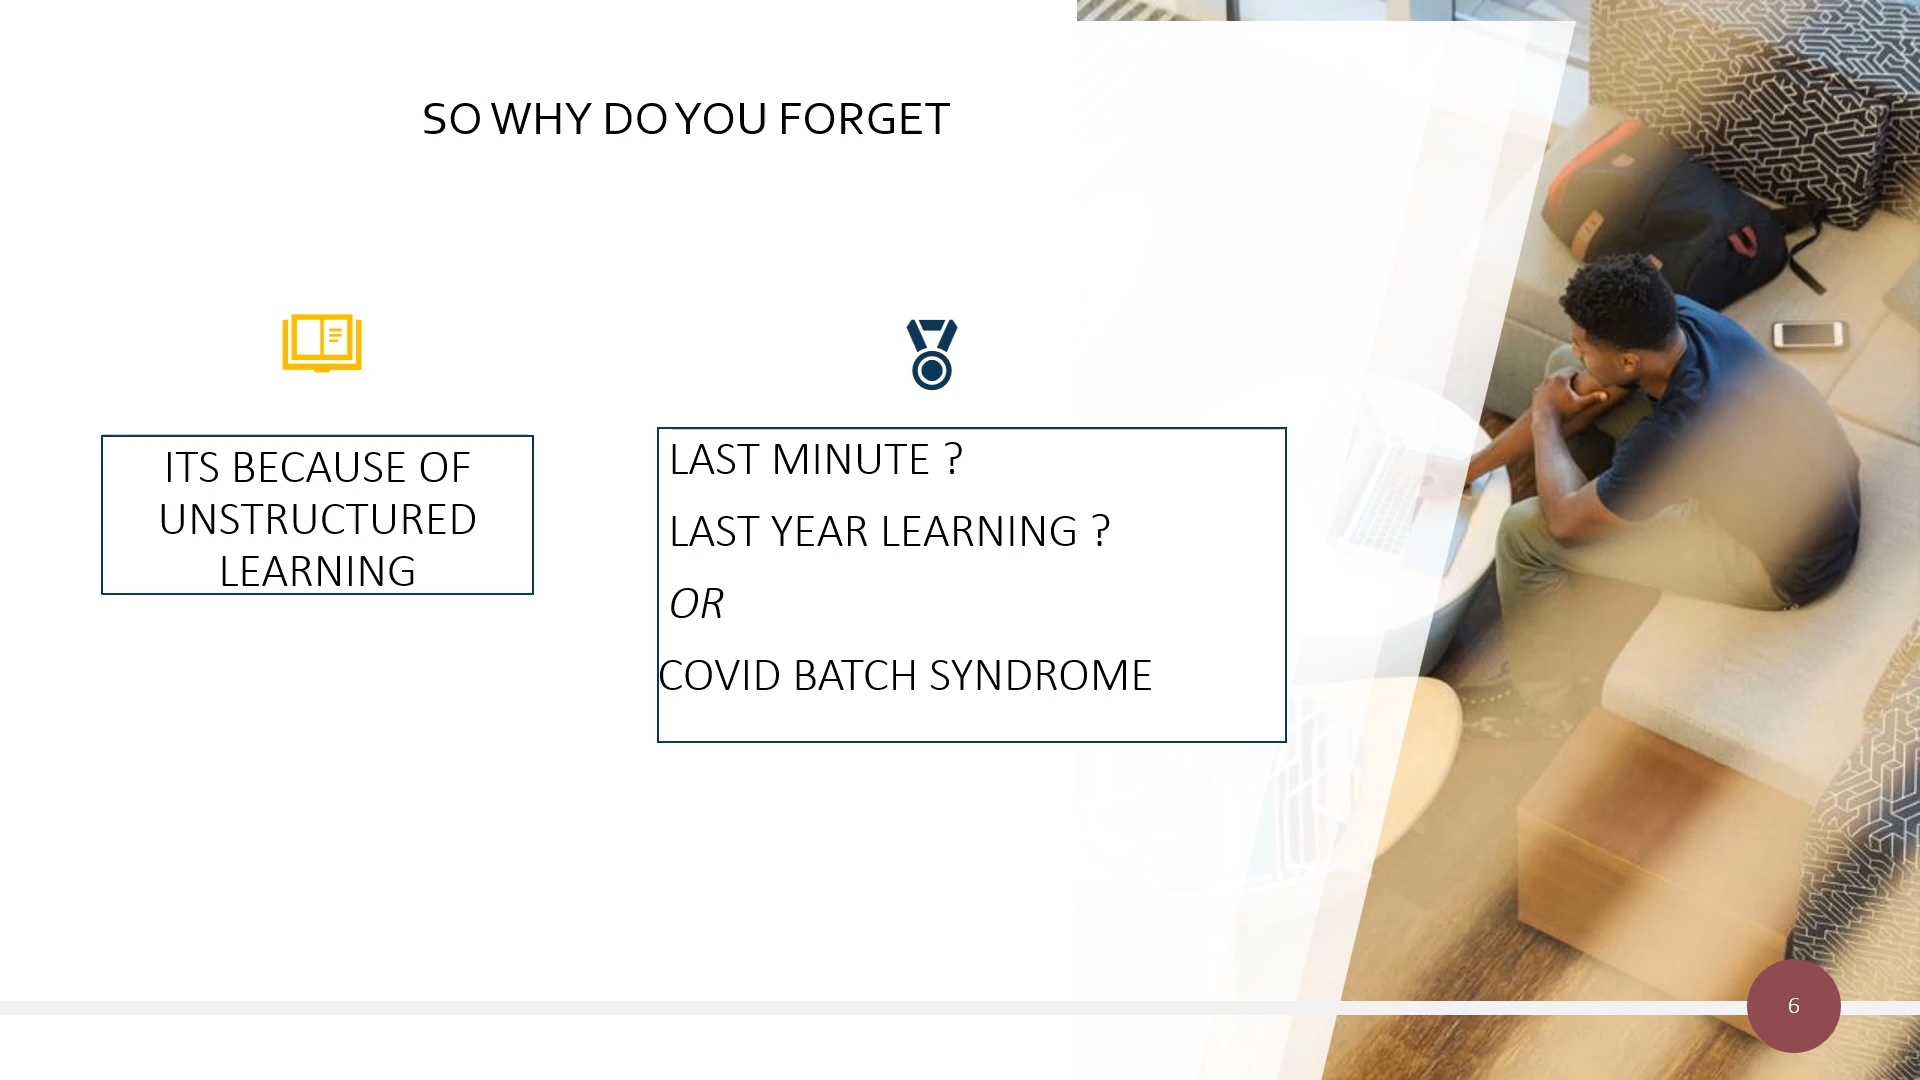 SO WHY DO YOU FORGET
ITS BECAUSE OF
UNSTRUCTURED
LEARNING
LAST MINUTE ?
LAST YEAR LEARNING ?
OR
COVID BATCH SYNDROME
6